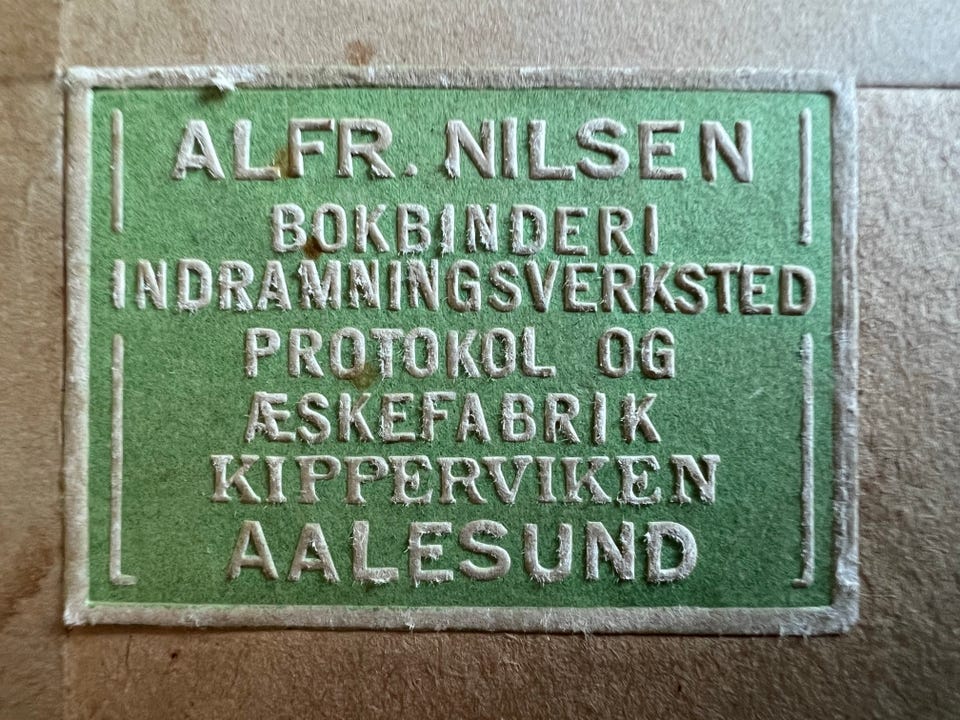 ALFR. NILSEN
BOKBINDERI
INDRAMNINGSVERKSTED
PROTOKOL OG
ÆSKEFABRIK
KIPPERVIKEN
AALESUND